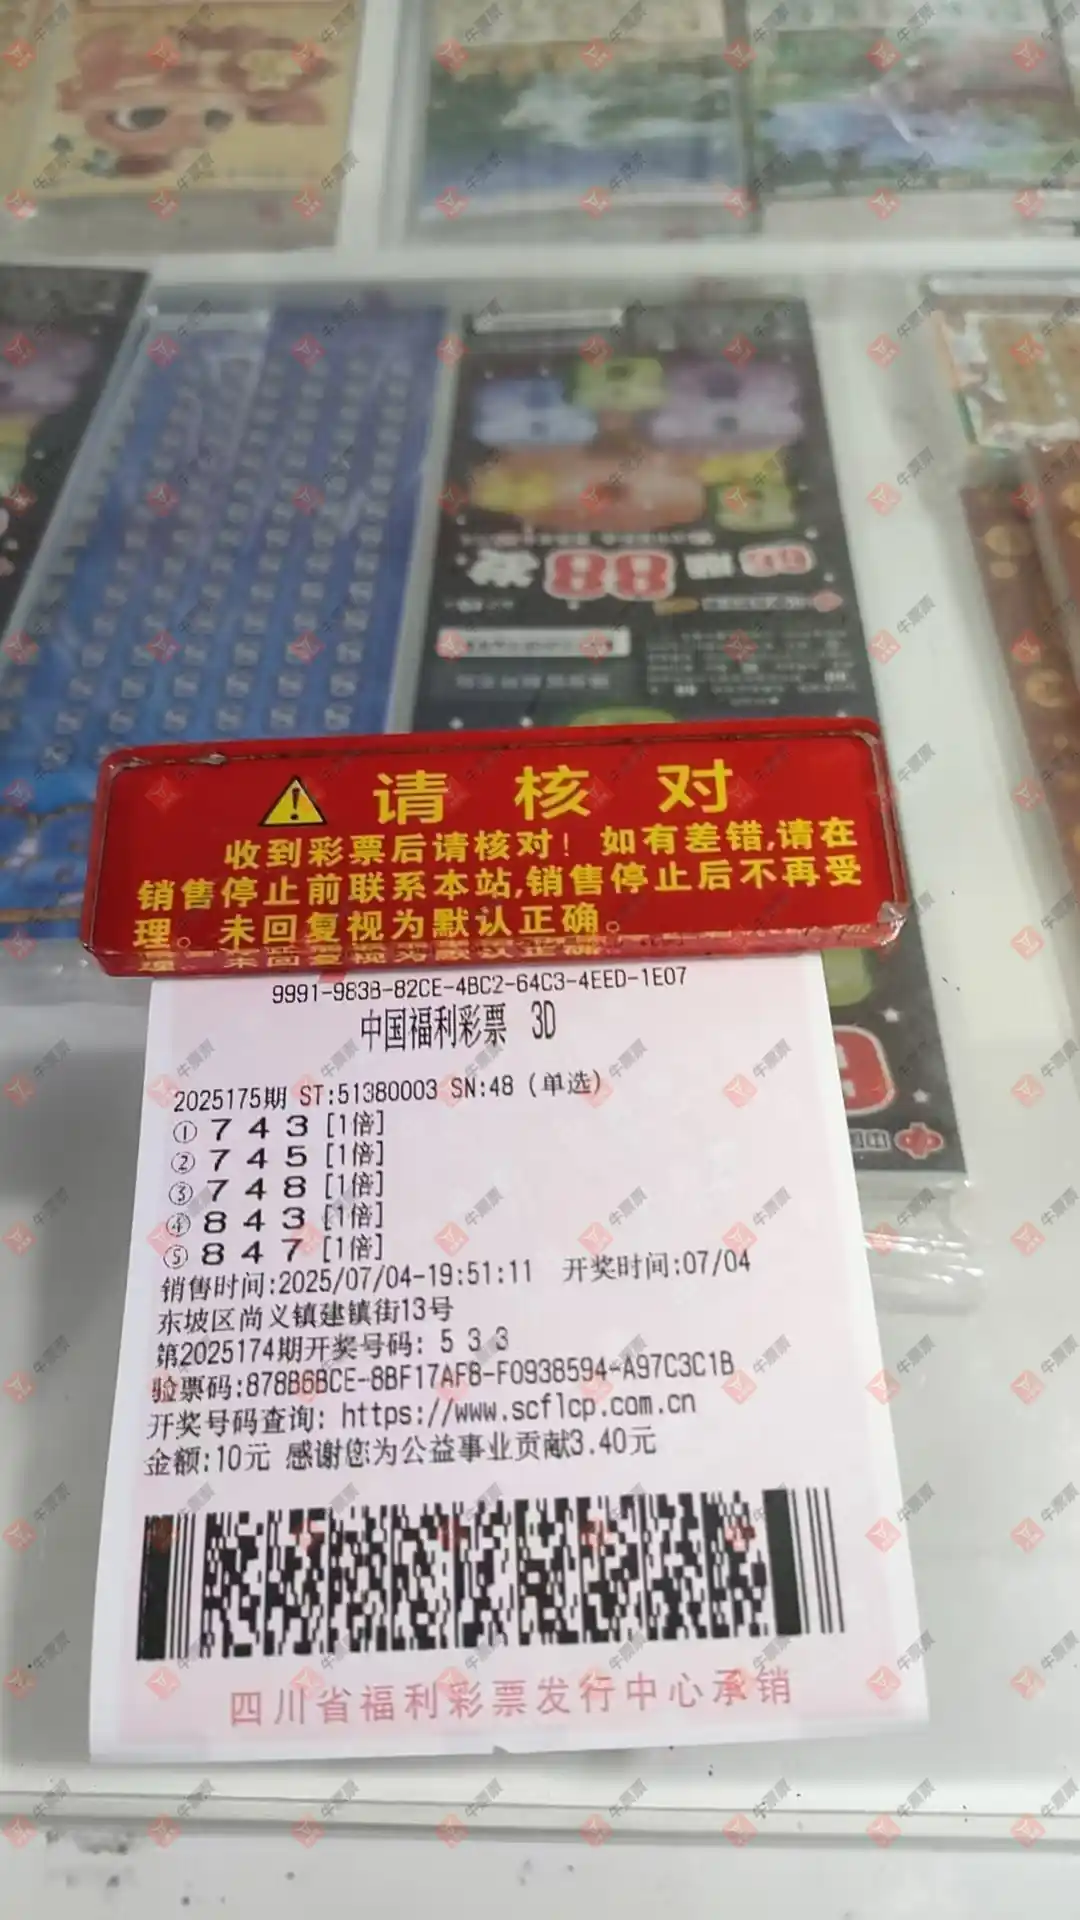 88
请核对
收到彩票后请核对！如有差错,请在
销售停止前联系本站,销售停止后不再受
理。未回复视为默认正确。
9991-983B-82CE-4BC2-64C3-4EED-1E07
中国福利彩票 3D
2025175期 ST:51380003 SN:48 (单选)
① 7 4 3 [1倍]
② 7 4 5 [1倍]
③ 7 4 8 [1倍]
④ 8 4 3 [1倍]
⑤ 8 4 7 [1倍]
销售时间:2025/07/04-19:51:11 开奖时间:07/04
东坡区尚义镇建镇街13号
第2025174期开奖号码: 5 3 3
验票码:878B6BCE-8BF17AF8-F0938594-A97C3C1B
开奖号码查询: https://www.scflcp.com.cn
金额:10元 感谢您为公益事业贡献3.40元
四川省福利彩票发行中心承销
牛票票